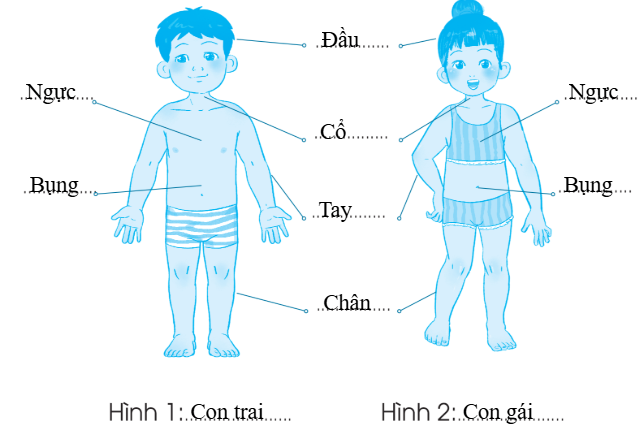 Đầu
Ngực
Ngực
Cổ
Bụng
Bụng
Tay
Chân
Hình 1: Con trai
Hình 2: Con gái